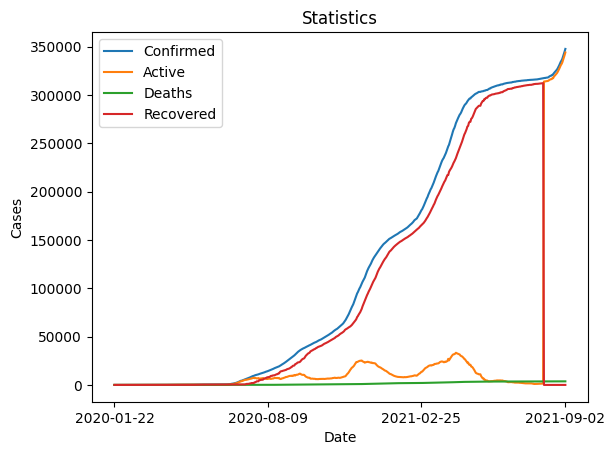 Statistics
Confirmed
Active
Deaths
Recovered
350000
300000
250000
200000
150000
100000
50000
0
Cases
2020-01-22 2020-08-09 2021-02-25 2021-09-02
Date